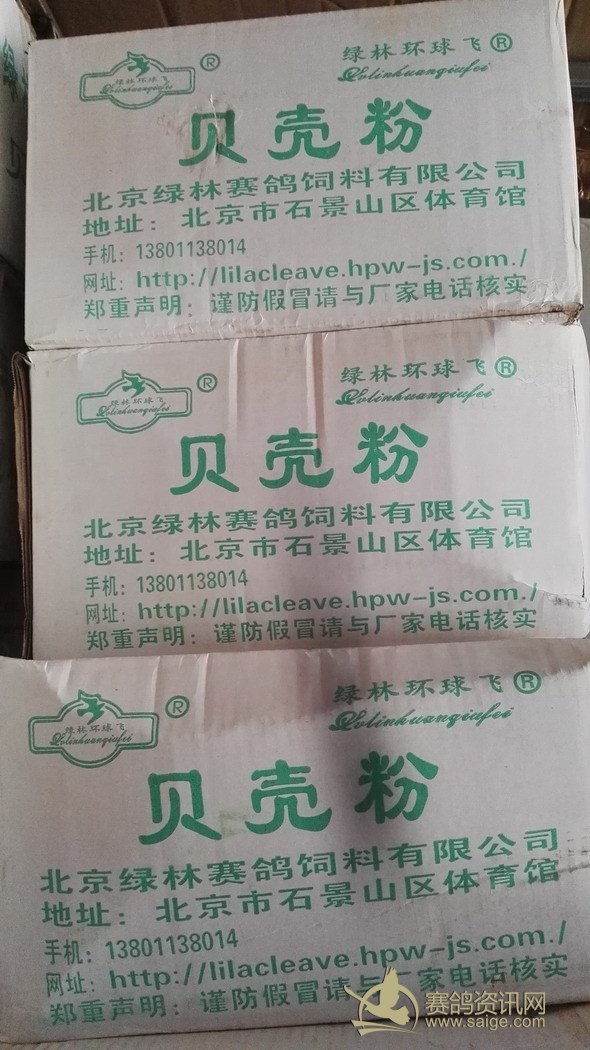 绿林环球飞
Lolinhuanqiufei
®
绿林环球飞®
Lolinhuanqiufei
贝壳粉
北京绿林赛鸽饲料有限公司
地址：北京市石景山区体育馆
手机：13801138014
网址：http://lilacleave.hpw-js.com./
郑重声明：谨防假冒请与厂家电话核实
绿林环球飞
Lolinhuanqiufei
®
绿林环球飞®
Lolinhuanqiufei
贝壳粉
北京绿林赛鸽饲料有限公司
地址：北京市石景山区体育馆
手机：13801138014
网址：http://lilacleave.hpw-js.com./
郑重声明：谨防假冒请与厂家电话核实
绿林环球飞
Lolinhuanqiufei
®
绿林环球飞®
Lolinhuanqiufei
贝壳粉
北京绿林赛鸽饲料有限公司
地址：北京市石景山区体育馆
手机：13801138014
网址：http://lilacleave.hpw-js.com./
郑重声明：谨防假冒请与厂家电话核实
赛鸽资讯网
www.saige.com